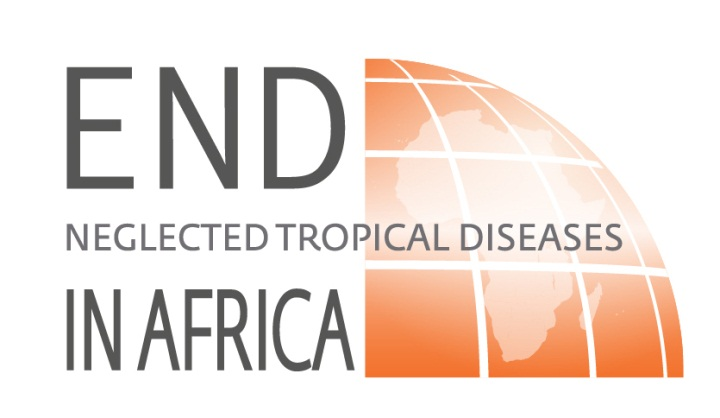 END
NEGLECTED TROPICAL DISEASES
IN AFRICA